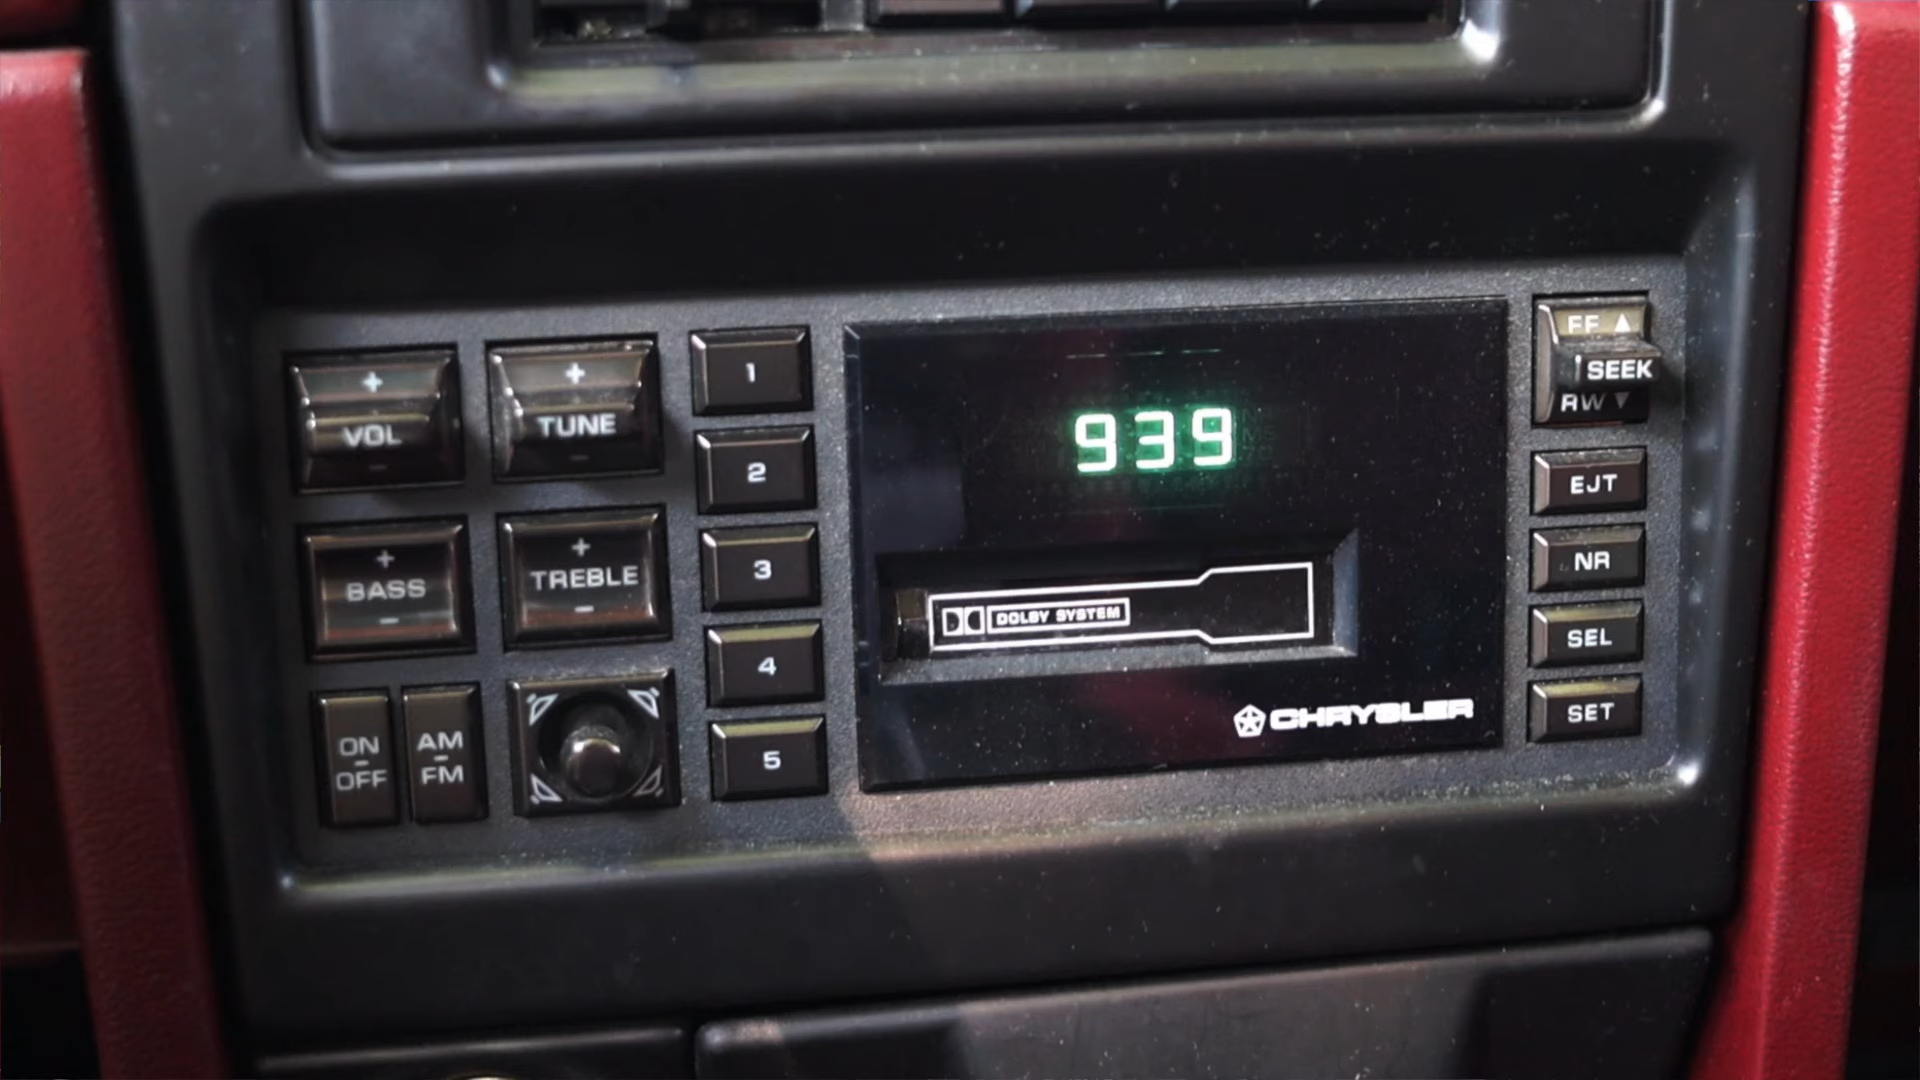 +
VOL
-
+
TUNE
-
+
BASS
-
+
TREBLE
-
ON
-
OFF
AM
-
FM
1
2
3
4
5
939
DOLBY SYSTEM
CHRYSLER
FF ▲
SEEK
RW ▼
EJT
NR
SEL
SET